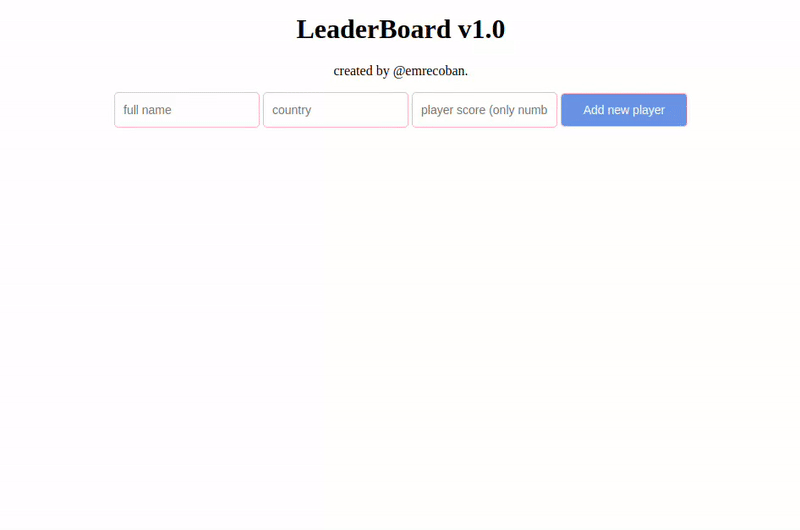 LeaderBoard v1.0
created by @emrecoban.
full name country player score (only numb Add new player